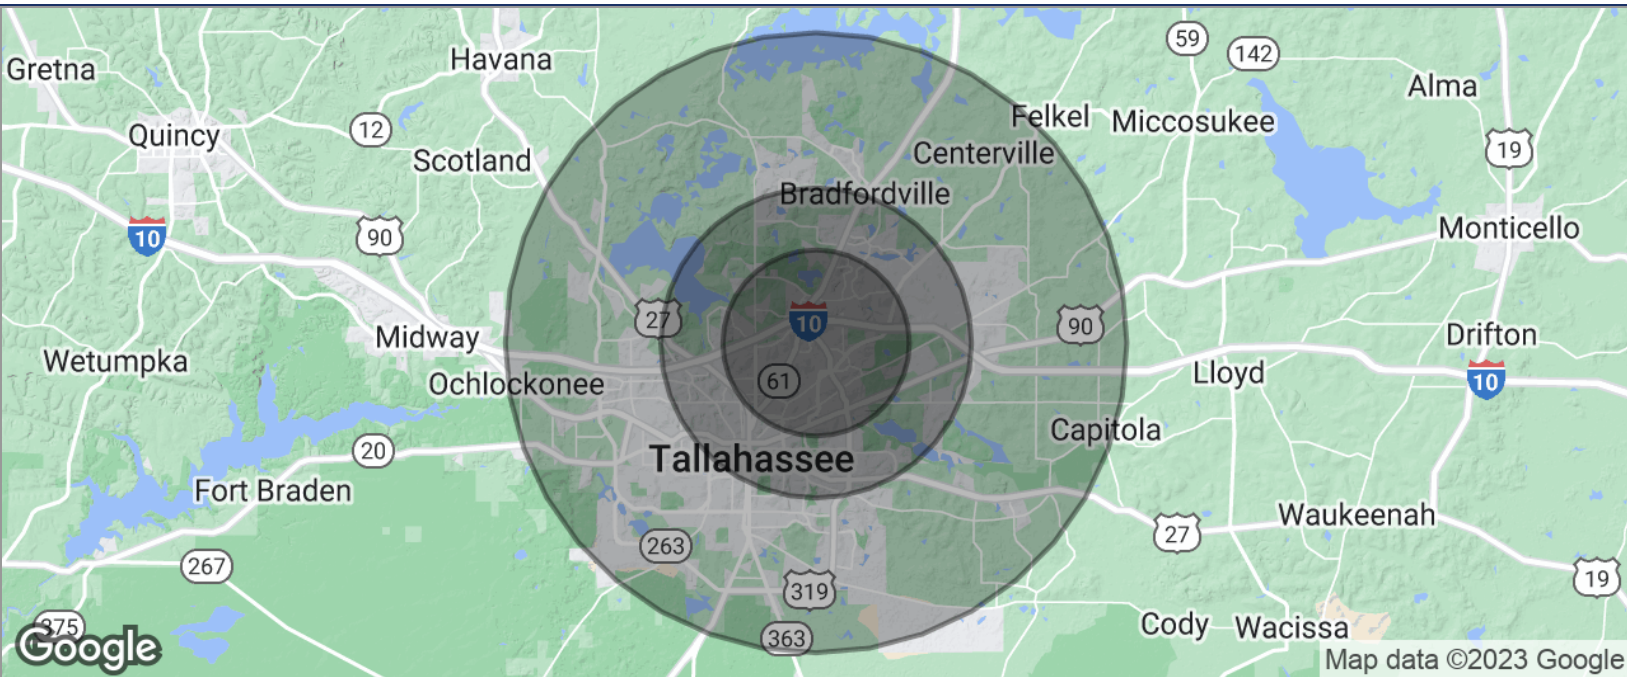 59
142
Havana
Gretna
Alma
Felkel
Miccosukee
12
Quincy
19
Centerville
Scotland
Bradfordville
Monticello
10
90
27
10
90
Drifton
Midway
Wetumpka
Lloyd
10
61
Ochlockonee
Capitola
20
Tallahassee
Fort Braden
Waukeenah
27
263
267
19
319
375
Cody
Wacissa
363
Google
Map data ©2023 Google